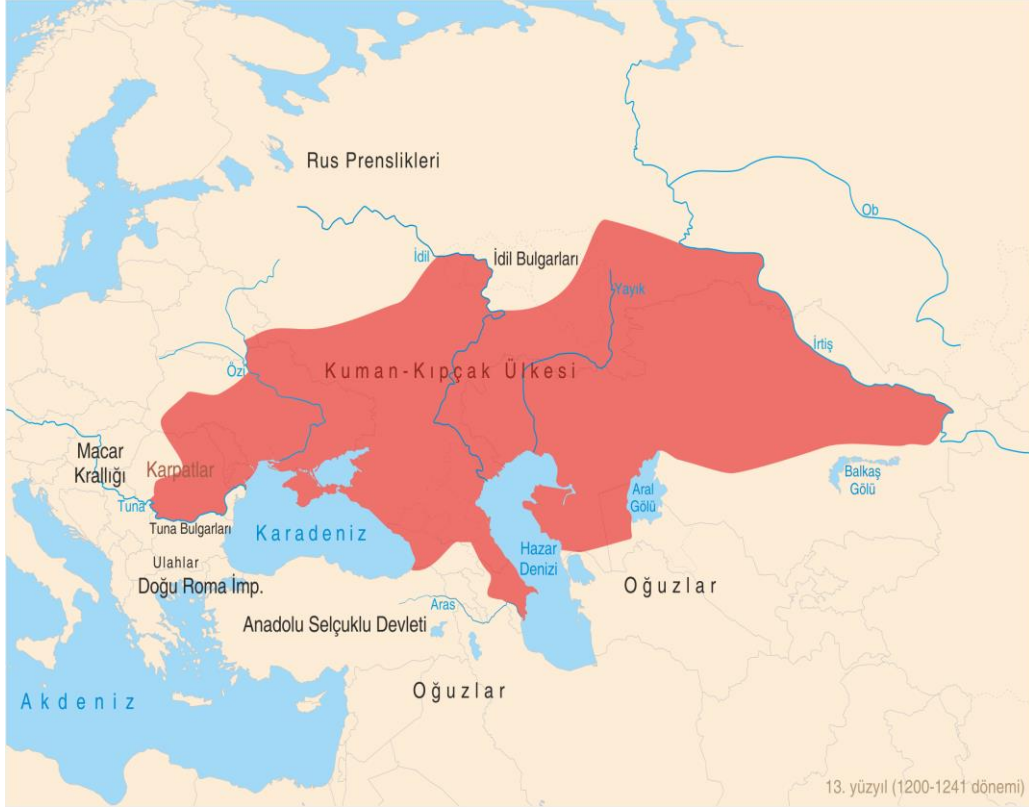 Rus Prenslikleri
Ob
İdil
İdil Bulgarları
Yayık
İrtiş
Özi
Kuman-Kıpçak Ülkesi
Macar
Krallığı
Karpatlar
Balkaş
Gölü
Aral
Gölü
Tuna
Tuna Bulgarları
Karadeniz
Hazar
Denizi
Ulahlar
Doğu Roma İmp.
Oğuzlar
Aras
Anadolu Selçuklu Devleti
Oğuzlar
Akdeniz
13. yüzyıl (1200-1241 dönemi)